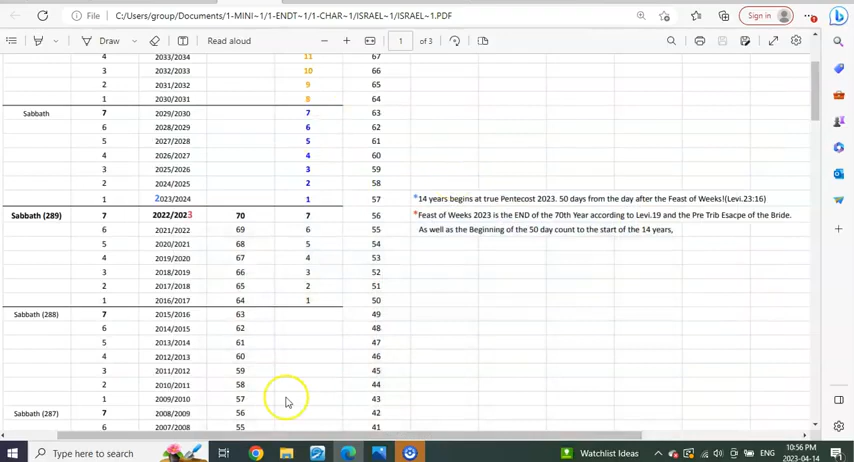 File C:/Users/group/Documents/1-MINI~1/1-ENDT~1/1-CHAR~1/ISRAEL~1/ISRAEL~1.PDF Sign in
Draw Read aloud 1 of 3
4 2033/2034 11 67
3 2032/2033 10 66
2 2031/2032 9 65
1 2030/2031 8 64
Sabbath 7 2029/2030 7 63
6 2028/2029 6 62
5 2027/2028 5 61
4 2026/2027 4 60
3 2025/2026 3 59
2 2024/2025 2 58
1 2023/2024 1 57 *14 years begins at true Pentecost 2023. 50 days from the day after the Feast of Weeks!(Levi.23:16)
Sabbath (289) 7 2022/2023 70 7 56 *Feast of Weeks 2023 is the END of the 70th Year according to Levi.19 and the Pre Trib Esacpe of the Bride.
6 2021/2022 69 6 55 As well as the Beginning of the 50 day count to the start of the 14 years,
5 2020/2021 68 5 54
4 2019/2020 67 4 53
3 2018/2019 66 3 52
2 2017/2018 65 2 51
1 2016/2017 64 1 50
Sabbath (288) 7 2015/2016 63 49
6 2014/2015 62 48
5 2013/2014 61 47
4 2012/2013 60 46
3 2011/2012 59 45
2 2010/2011 58 44
1 2009/2010 57 43
Sabbath (287) 7 2008/2009 56 42
6 2007/2008 55 41
Type here to search Watchlist Ideas ENG 10:56 PM
2023-04-14